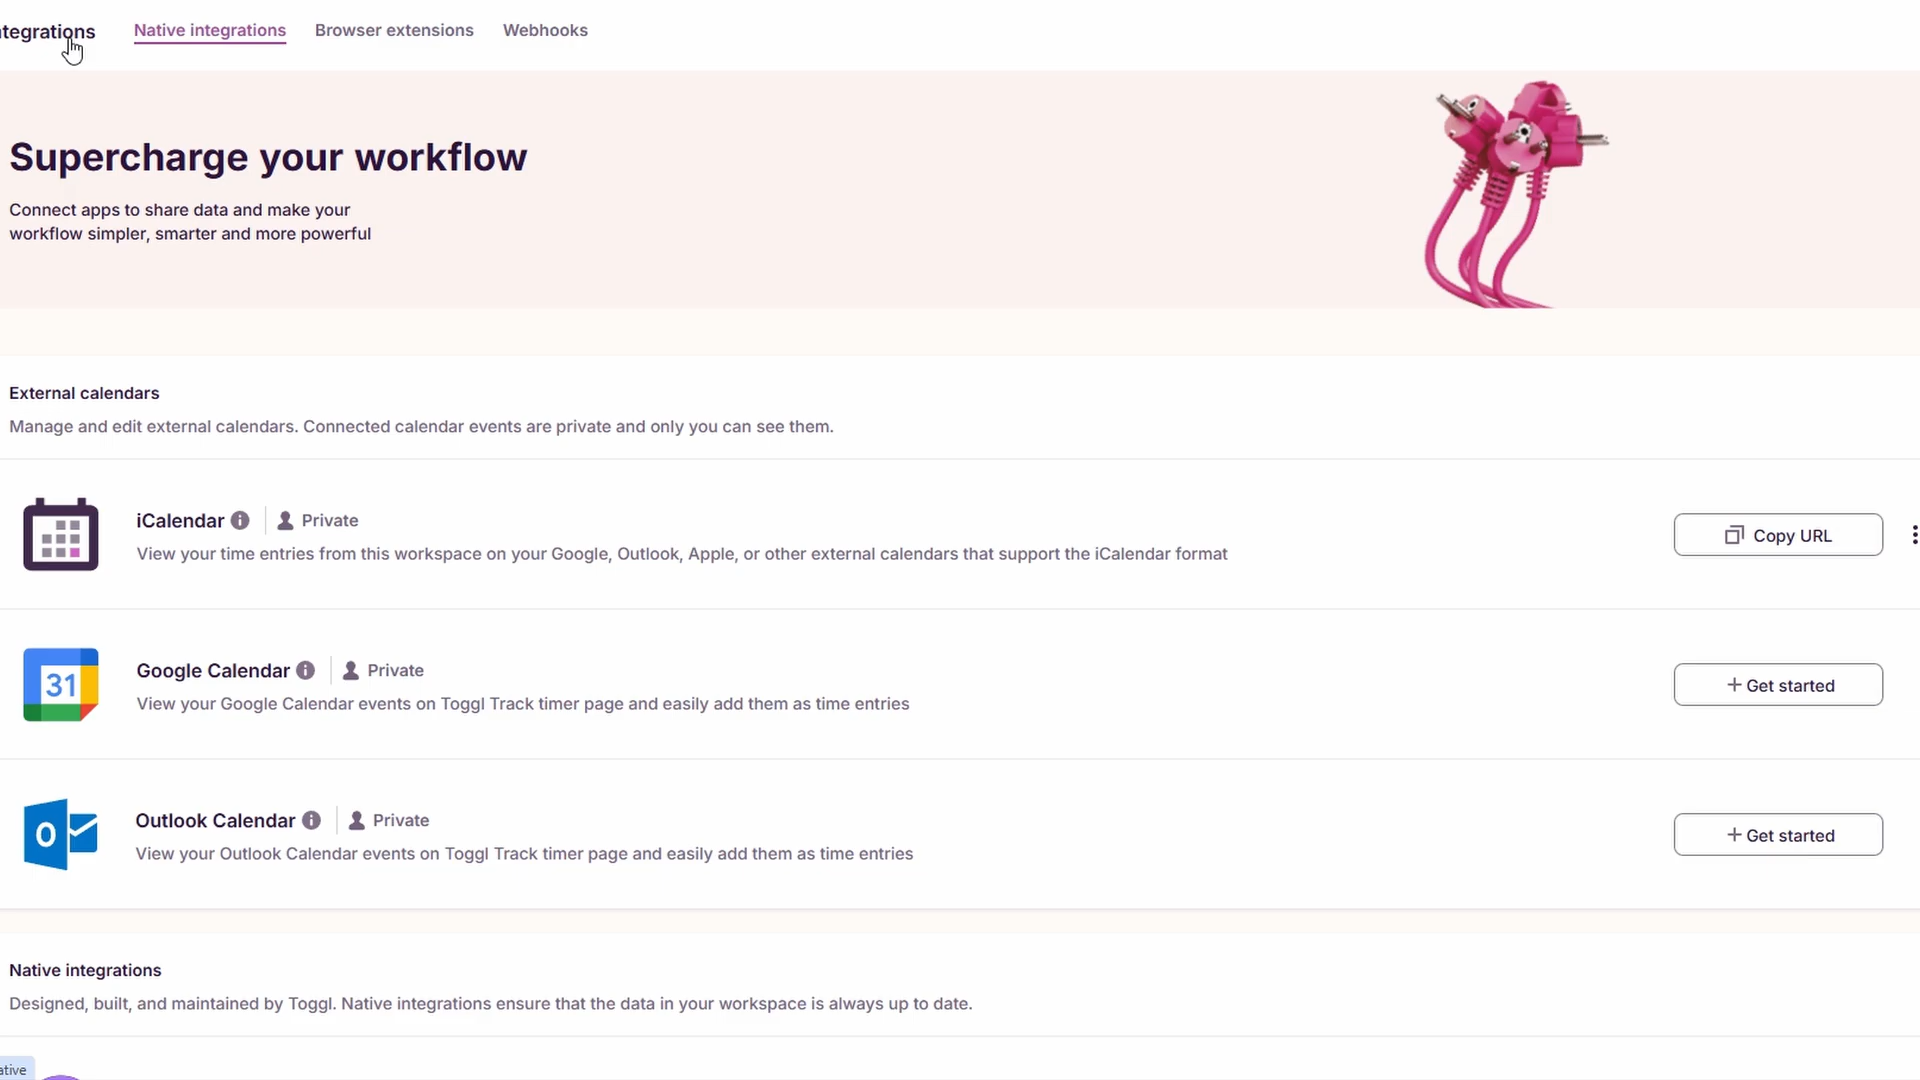 ntegrations
Native integrations
Browser extensions
Webhooks
Supercharge your workflow
Connect apps to share data and make your
workflow simpler, smarter and more powerful
External calendars
Manage and edit external calendars. Connected calendar events are private and only you can see them.
iCalendar
Private
View your time entries from this workspace on your Google, Outlook, Apple, or other external calendars that support the iCalendar format
Copy URL
31
Google Calendar
Private
View your Google Calendar events on Toggl Track timer page and easily add them as time entries
+ Get started
O
Outlook Calendar
Private
View your Outlook Calendar events on Toggl Track timer page and easily add them as time entries
+ Get started
Native integrations
Designed, built, and maintained by Toggl. Native integrations ensure that the data in your workspace is always up to date.
ative